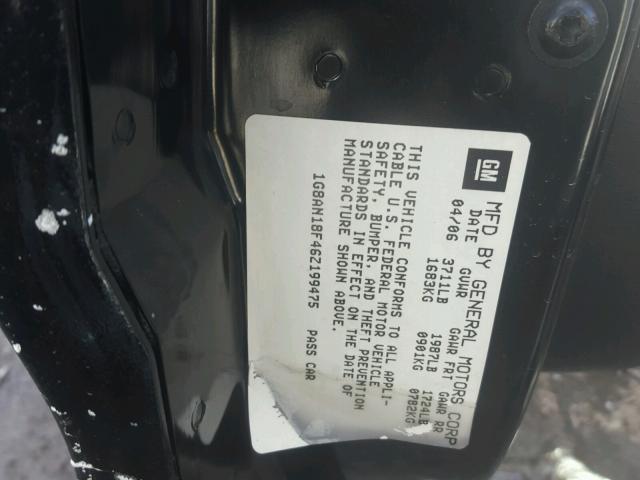 GM MFD BY GENERAL MOTORS CORP
DATE GVWR GAWR FRT GAWR RR
04/06 3711LB 1987LB 1724LB
1683KG 0901KG 0782KG
THIS VEHICLE CONFORMS TO ALL APPLI-
CABLE U.S. FEDERAL MOTOR VEHICLE
SAFETY, BUMPER, AND THEFT PREVENTION
STANDARDS IN EFFECT ON THE DATE OF
MANUFACTURE SHOWN ABOVE.
1G8AN18F46Z199475 PASS CAR